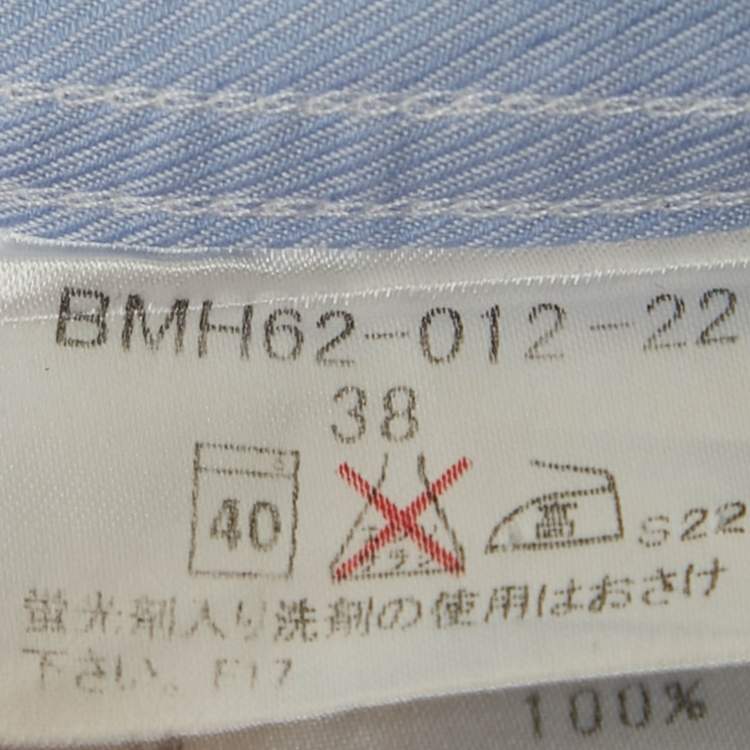 BMH62-012-22
38
40 高 S22
蛍光剤入り洗剤の使用はおさけ
下さい。F17
100%